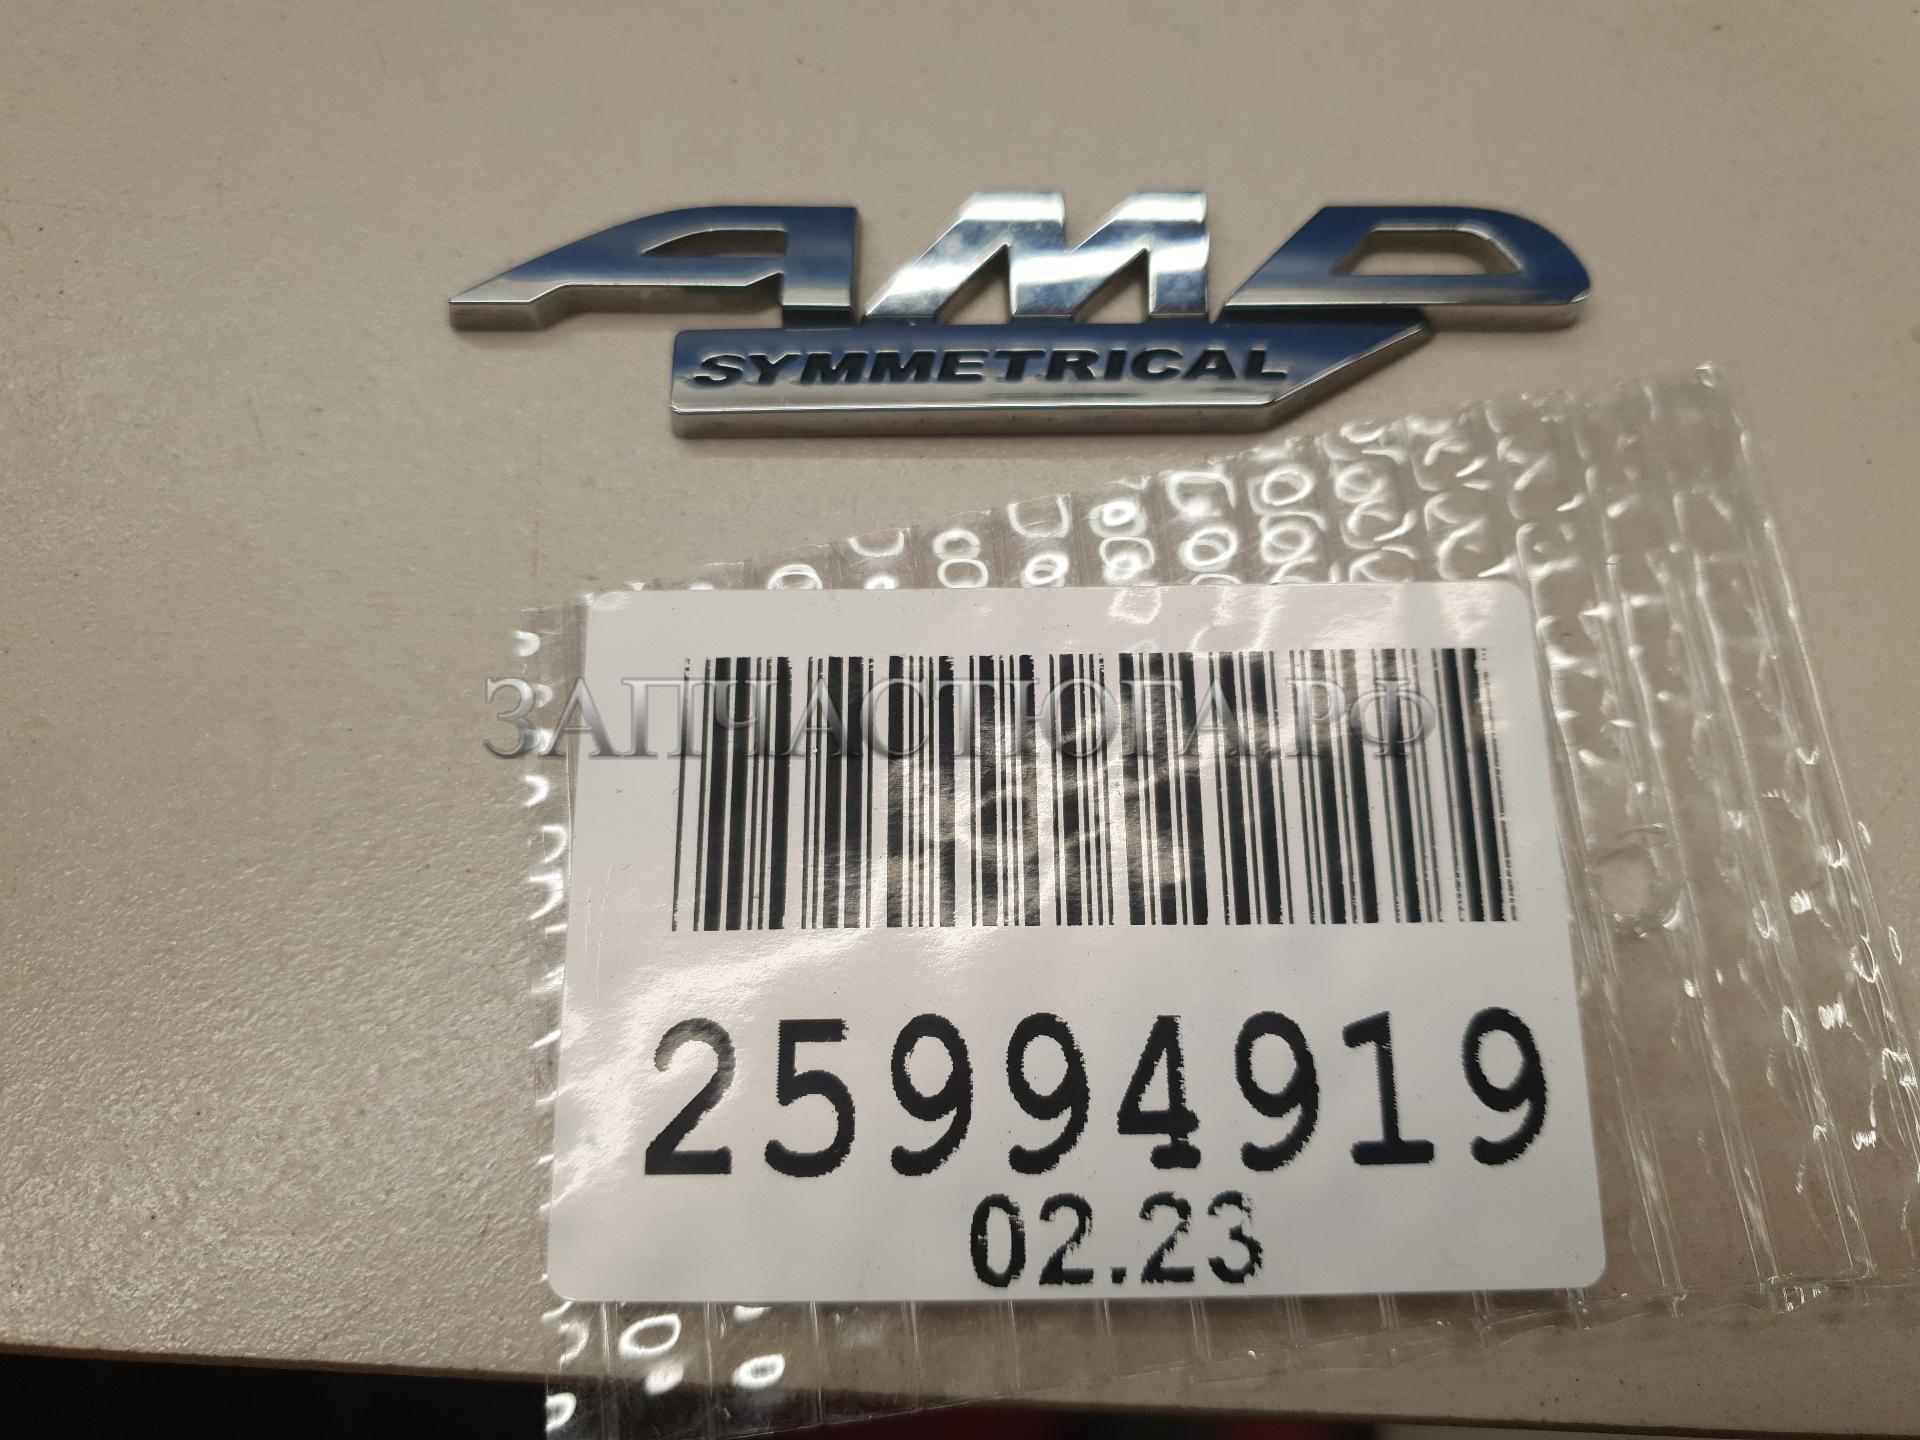 AWD
SYMMETRICAL
ЗАПЧАСТЮГА.РФ
25994919
02.23